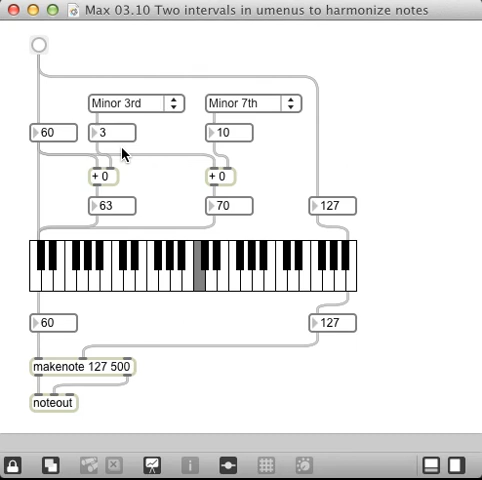 Max 03.10 Two intervals in umenus to harmonize notes
Minor 3rd
Minor 7th
60
3
10
+ 0
+ 0
63
70
127
60
127
makenote 127 500
noteout